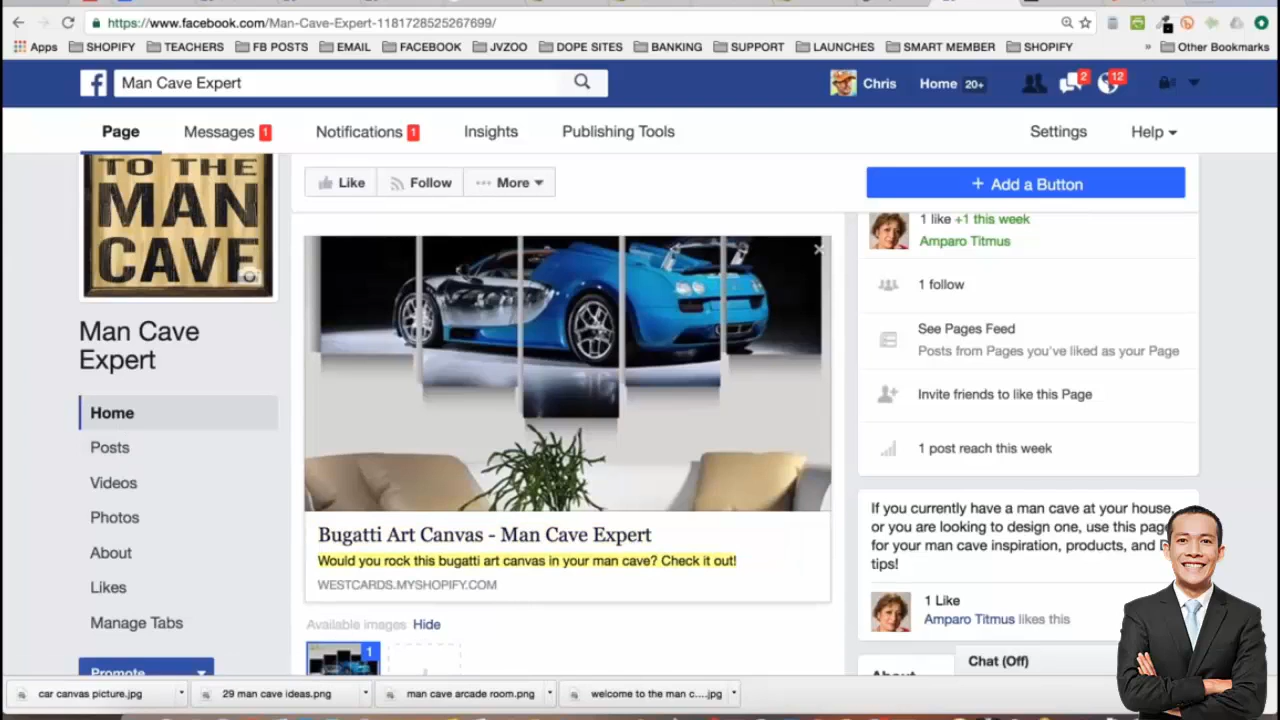 https://www.facebook.com/Man-Cave-Expert-1181728525267699/
Apps SHOPIFY TEACHERS FB POSTS EMAIL FACEBOOK JVZOO DOPE SITES BANKING SUPPORT LAUNCHES SMART MEMBER SHOPIFY » Other Bookmarks
Man Cave Expert
Chris Home 20+ 2 12
Page Messages 1 Notifications 1 Insights Publishing Tools Settings Help
TO THE
MAN
CAVE
Like Follow ••• More
+ Add a Button
Man Cave
Expert
Home
Posts
Videos
Photos
About
Likes
Manage Tabs
Promote
Bugatti Art Canvas - Man Cave Expert
Would you rock this bugatti art canvas in your man cave? Check it out!
WESTCARDS.MYSHOPIFY.COM
Available images Hide
1
1 like +1 this week
Amparo Titmus
1 follow
See Pages Feed
Posts from Pages you've liked as your Page
Invite friends to like this Page
1 post reach this week
If you currently have a man cave at your house,
or you are looking to design one, use this page
for your man cave inspiration, products, and
tips!
1 Like
Amparo Titmus likes this
About
Chat (Off)
car canvas picture.jpg
29 man cave ideas.png
man cave arcade room.png
welcome to the man c....jpg